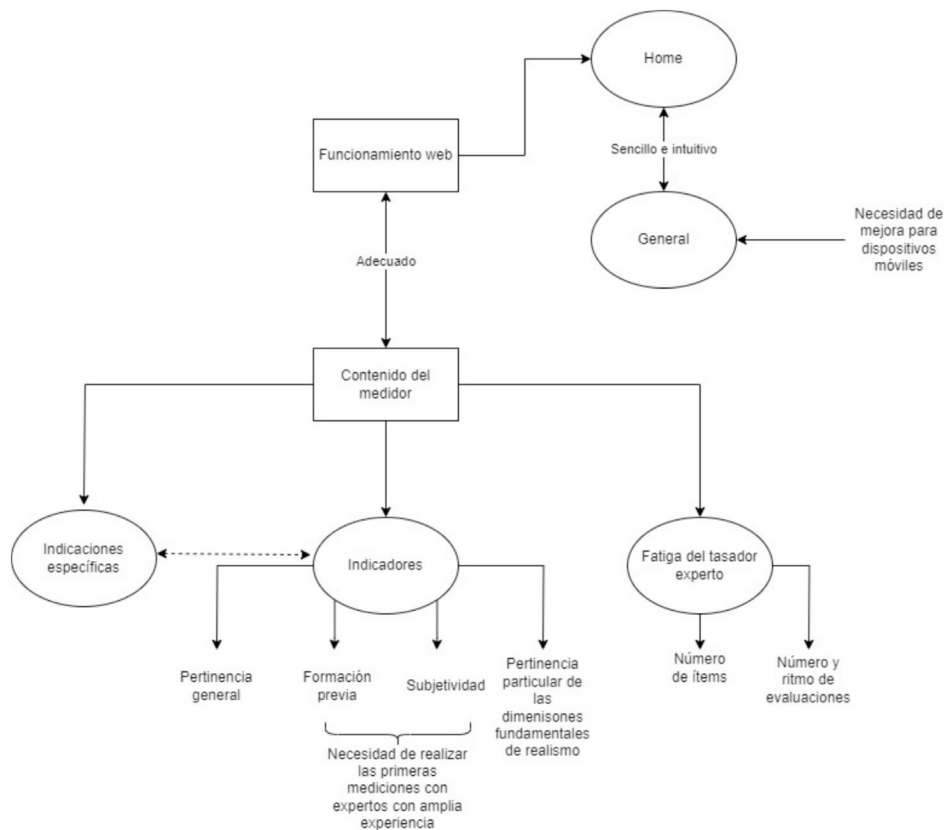 Home
Funcionamiento web
Sencillo e intuitivo
General
Necesidad de
mejora para
dispositivos
móviles
Adecuado
Contenido del
medidor
Indicaciones
específicas
Indicadores
Fatiga del tasador
experto
Pertinencia
general
Formación
previa
Subjetividad
Pertinencia
particular de
las
dimenisones
fundamentales
de realismo
Número
de ítems
Número y
ritmo de
evaluaciones
Necesidad de realizar
las primeras
mediciones con
expertos con amplia
experiencia